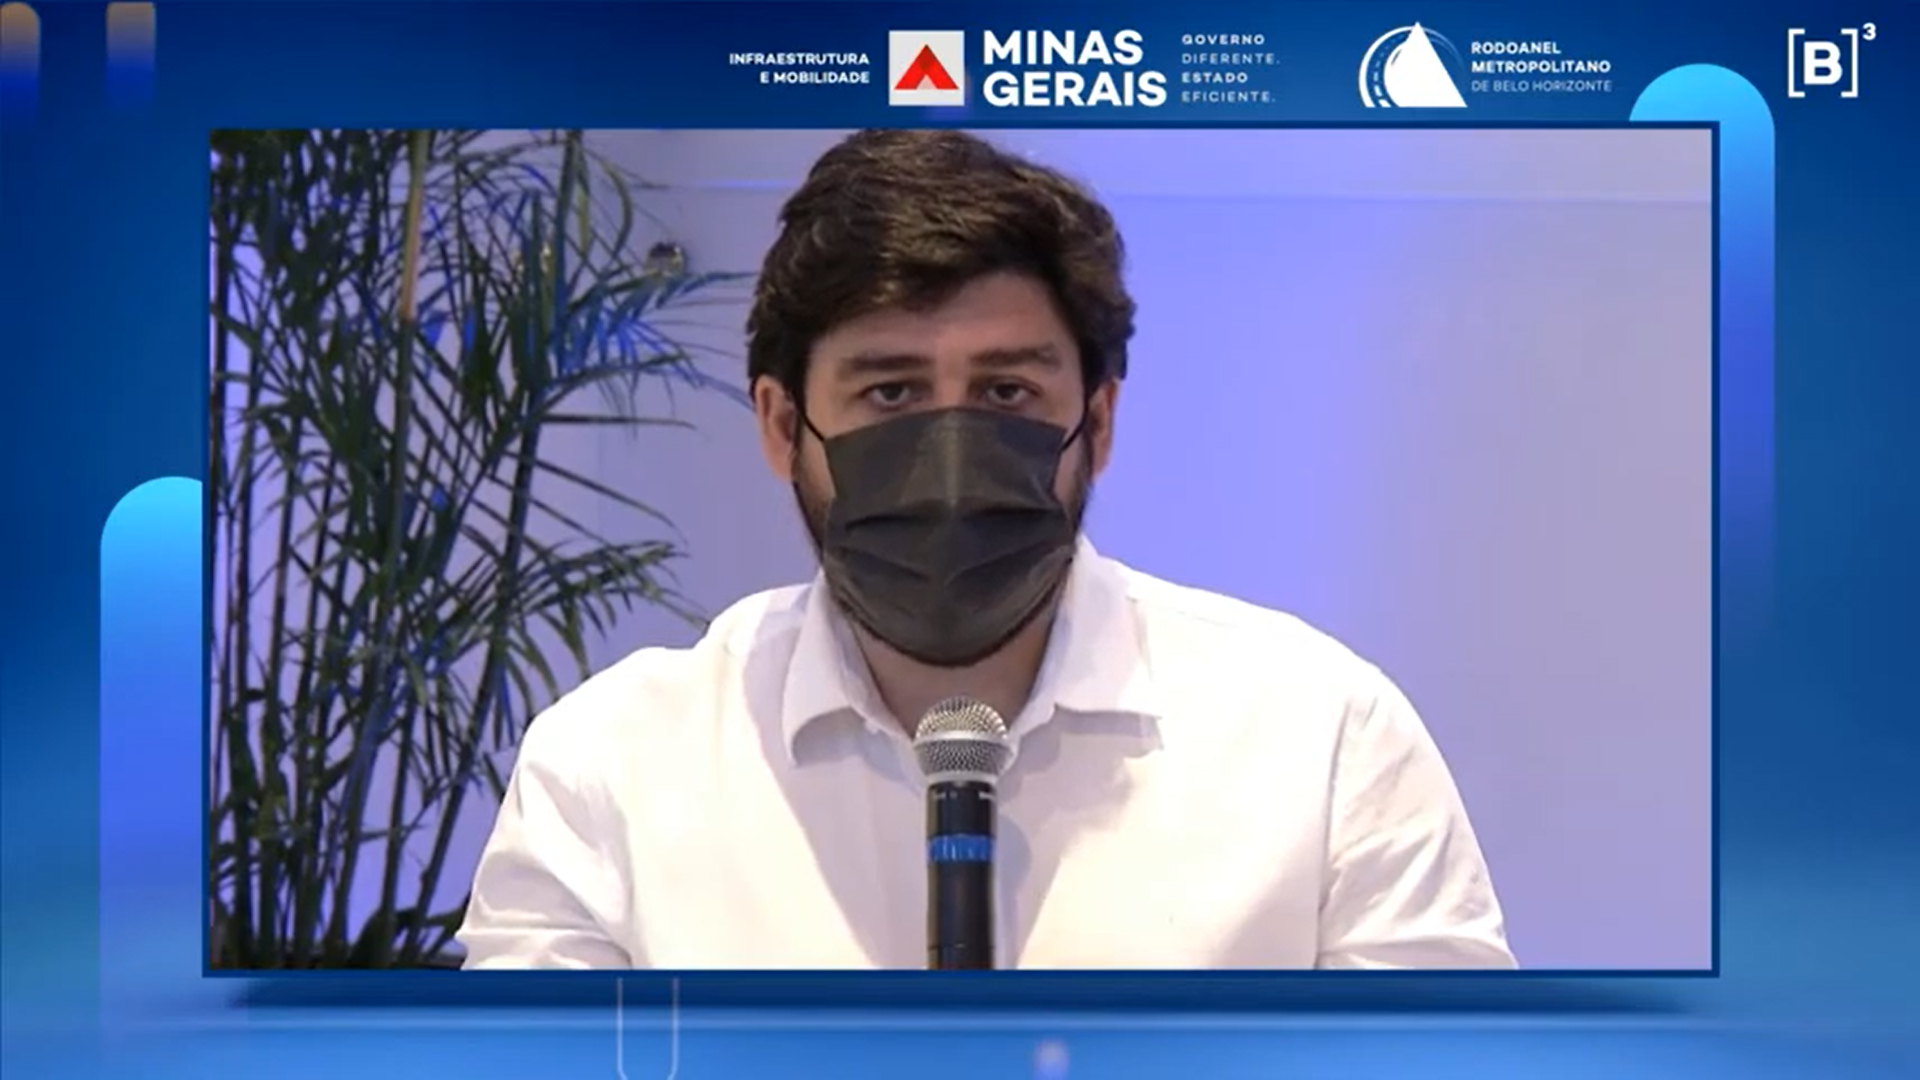 INFRAESTRUTURA
E MOBILIDADE
MINAS
GERAIS
GOVERNO
DIFERENTE.
ESTADO
EFICIENTE.
RODOANEL
METROPOLITANO
DE BELO HORIZONTE
[B]³